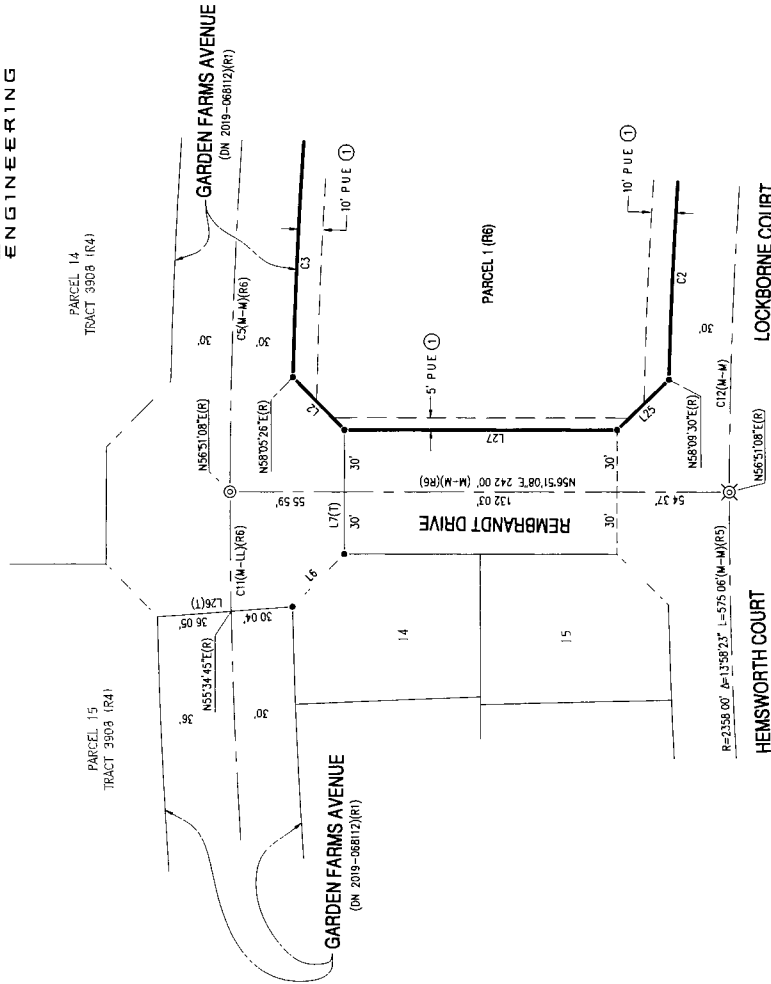 ENGINEERING
PARCEL 14
TRACT 3908 (R4)
GARDEN FARMS AVENUE
(DN 2019-068112)(R1)
30'
C5(M-M)(R6)
30'
C3
10' PUE 1
N56°51'08"E(R)
N58°05'26"E(R)
L2
5' PUE 1
PARCEL 1 (R6)
10' PUE 1
L27
L25
C2
30'
LOCKBORNE COURT
C12(M-M)
N58°09'30"E(R)
N56°51'08"E(R)
55.59'
L7(T)
30'
30'
N56°51'08"E 242.00' (M-M)(R6)
132.03'
REMBRANDT DRIVE
30'
30'
54.37'
C11(M-LL)(R6)
L6
L26(T)
36.05'
30.04'
N55°34'45"E(R)
PARCEL 15
TRACT 3908 (R4)
36'
30'
14
15
GARDEN FARMS AVENUE
(DN 2019-068112)(R1)
R=2358.00' Δ=13°58'23" L=575.06'(M-M)(R5)
HEMSWORTH COURT